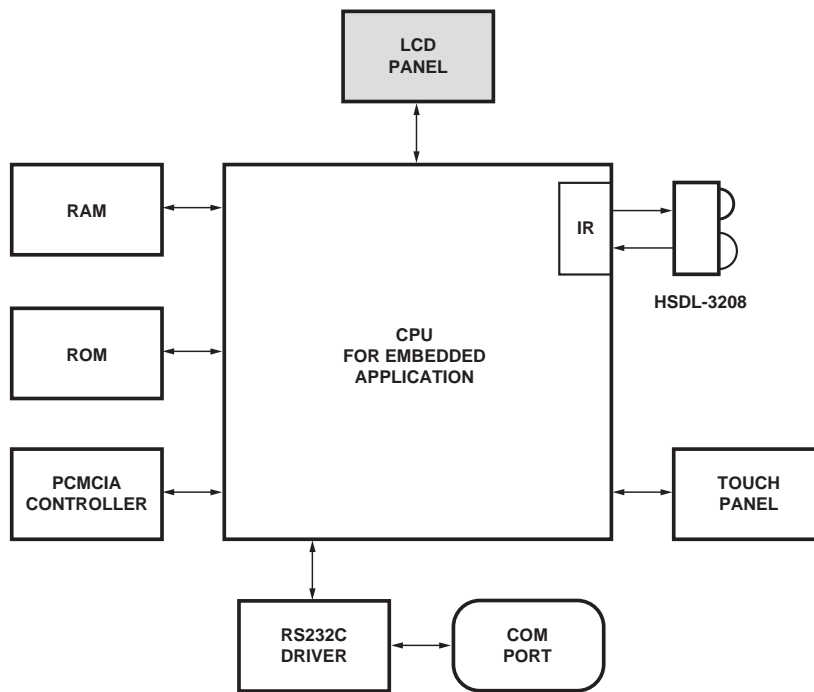 LCD
PANEL
RAM
IR
HSDL-3208
ROM
CPU
FOR EMBEDDED
APPLICATION
PCMCIA
CONTROLLER
TOUCH
PANEL
RS232C
DRIVER
COM
PORT